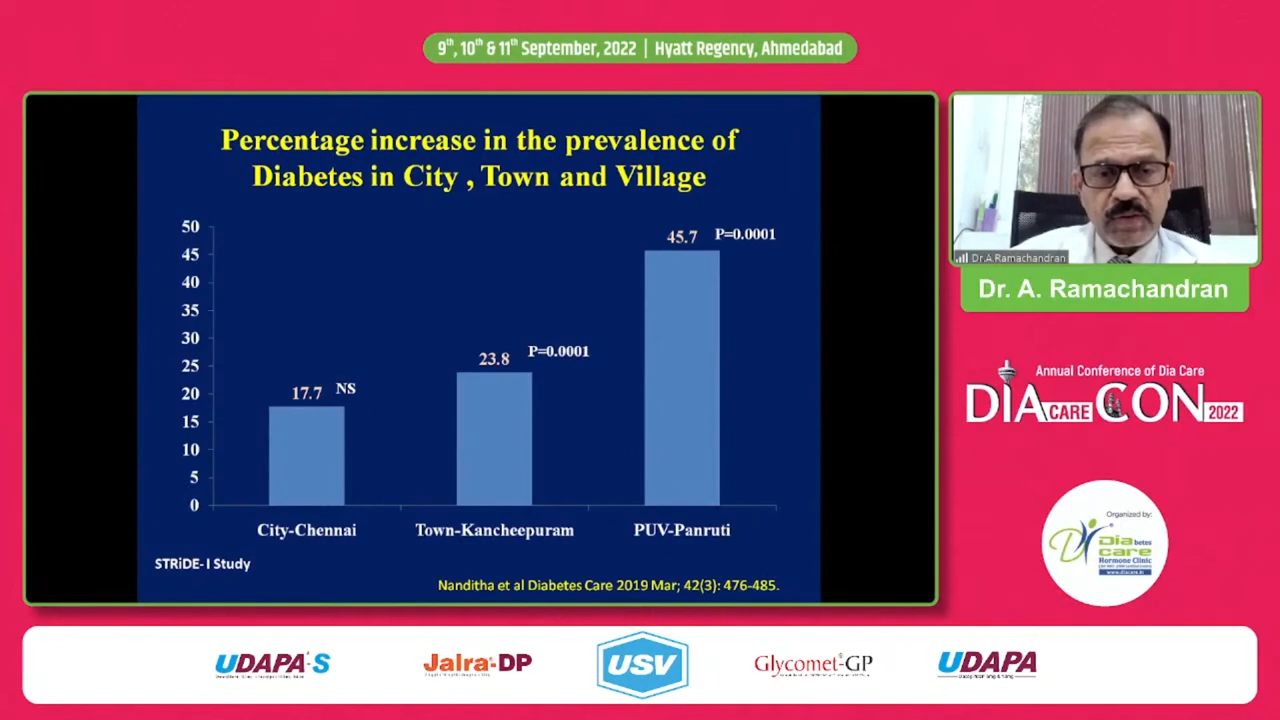 9th, 10th & 11th September, 2022 | Hyatt Regency, Ahmedabad
Percentage increase in the prevalence of
Diabetes in City , Town and Village
50
45
40
35
30
25
20
15
10
5
0
17.7 NS
23.8 P=0.0001
45.7 P=0.0001
City-Chennai
Town-Kancheepuram
PUV-Panruti
STRiDE- I Study
Nanditha et al Diabetes Care 2019 Mar; 42(3): 476-485.
Dr.A.Ramachandran
Dr. A. Ramachandran
Annual Conference of Dia Care
DIA CARE CON 2022
Organized by:
Diabetes
care
Hormone Clinic
www.diacare.in
UDAPA-S
Jalra®-DP
USV
Glycomet®-GP
UDAPA